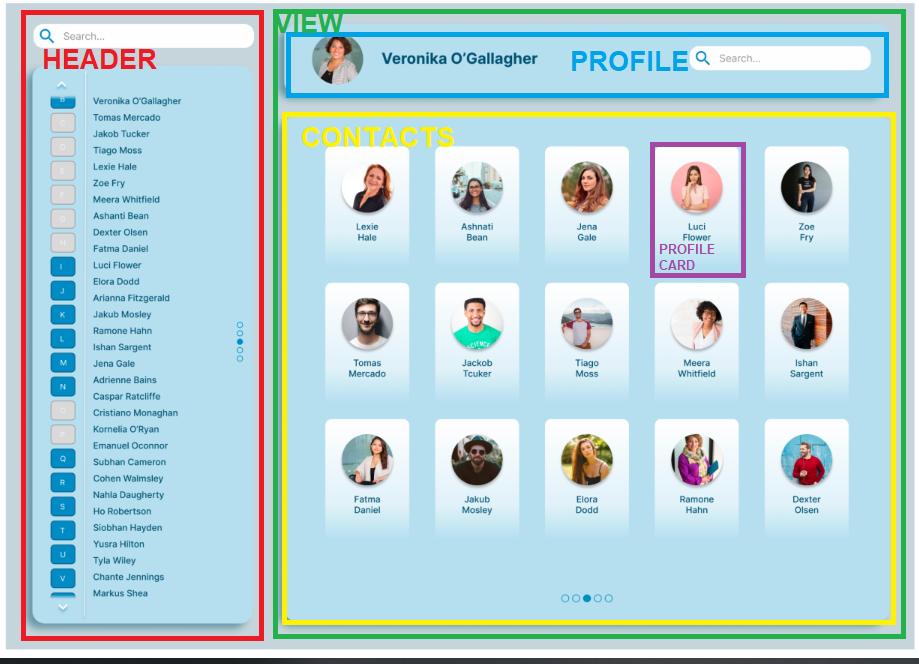 Search...
HEADER
B
C
D
E
F
G
H
I
J
K
L
M
N
O
P
Q
R
S
T
U
V
Veronika O'Gallagher
Tomas Mercado
Jakob Tucker
Tiago Moss
Lexie Hale
Zoe Fry
Meera Whitfield
Ashanti Bean
Dexter Olsen
Fatma Daniel
Luci Flower
Elora Dodd
Arianna Fitzgerald
Jakub Mosley
Ramone Hahn
Ishan Sargent
Jena Gale
Adrienne Bains
Caspar Ratcliffe
Cristiano Monaghan
Kornelia O'Ryan
Emanuel Oconnor
Subhan Cameron
Cohen Walmsley
Nahla Daugherty
Ho Robertson
Siobhan Hayden
Yusra Hilton
Tyla Wiley
Chante Jennings
Markus Shea
VIEW
Veronika O'Gallagher
PROFILE
Search...
CONTACTS
Lexie
Hale
Ashnati
Bean
Jena
Gale
Luci
Flower
PROFILE
CARD
Zoe
Fry
Tomas
Mercado
Jackob
Tcuker
SCIENCE
Tiago
Moss
Meera
Whitfield
Ishan
Sargent
Fatma
Daniel
Jakub
Mosley
Elora
Dodd
Ramone
Hahn
Dexter
Olsen